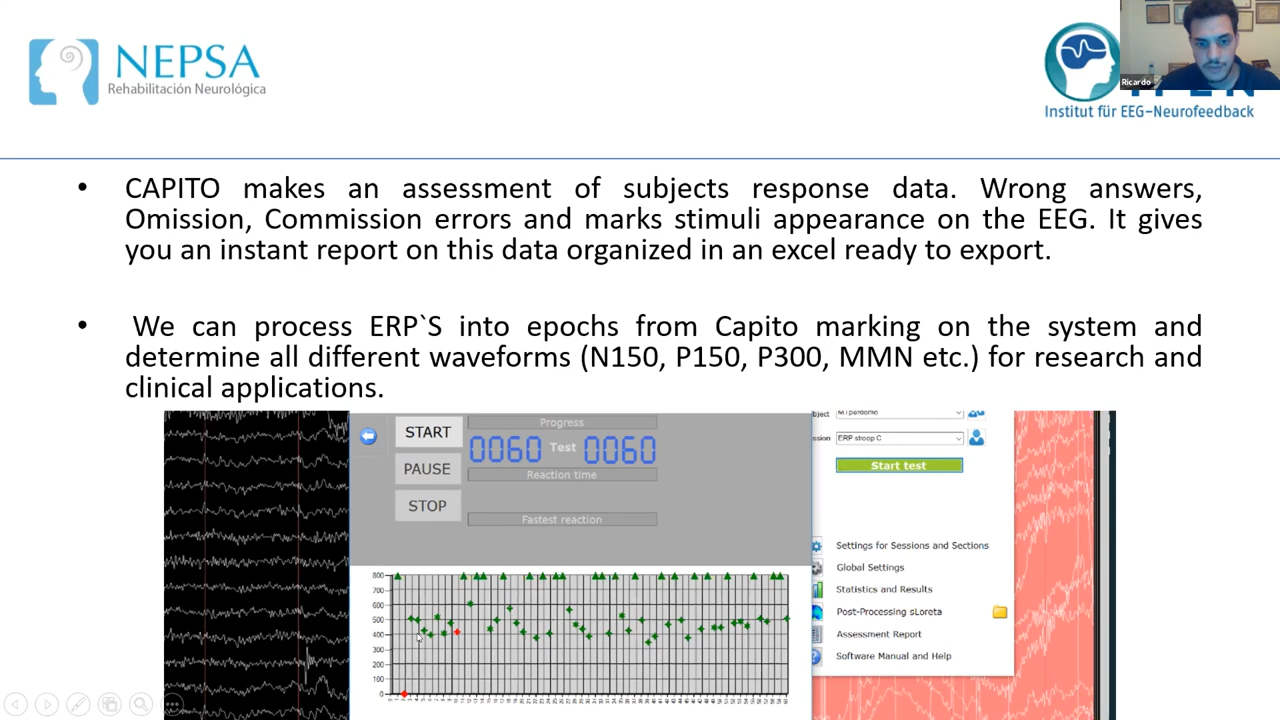 NEPSA
Rehabilitación Neurológica
Ricardo
Institut für EEG-Neurofeedback
• CAPITO makes an assessment of subjects response data. Wrong answers,
Omission, Commission errors and marks stimuli appearance on the EEG. It gives
you an instant report on this data organized in an excel ready to export.
• We can process ERP`S into epochs from Capito marking on the system and
determine all different waveforms (N150, P150, P300, MMN etc.) for research and
clinical applications.
START
PAUSE
STOP
Progress
0060 Test 0060
Reaction time
Fastest reaction
800
700
600
500
400
300
200
100
0
ERP stroop C
Start test
Settings for Sessions and Sections
Global Settings
Statistics and Results
Post-Processing sLoreta
Assessment Report
Software Manual and Help